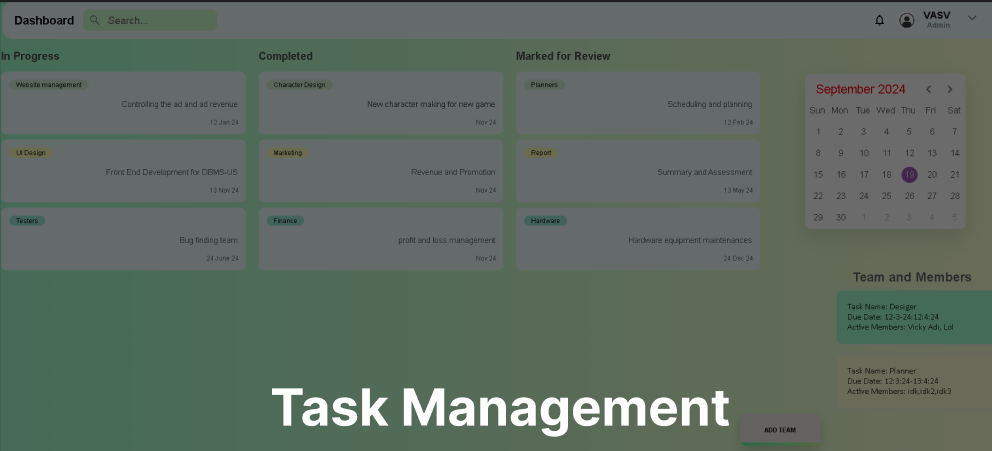 Dashboard
Search...
VASV
Admin
In Progress
Website management
Controlling the ad and ad revenue
12 Jan 24
UI Design
Front End Development for DBMS-US
13 Nov 24
Testers
Bug finding team
24 June 24
Completed
Character Design
New character making for new game
Nov 24
Marketing
Revenue and Promotion
Nov 24
Finance
profit and loss management
Nov 24
Marked for Review
Planners
Scheduling and planning
12 Feb 24
Report
Summary and Assessment
13 May 24
Hardware
Hardware equipment maintenances
24 Dec 24
September 2024
Sun Mon Tue Wed Thu Fri Sat
1 2 3 4 5 6 7
8 9 10 11 12 13 14
15 16 17 18 19 20 21
22 23 24 25 26 27 28
29 30 1 2 3 4 5
Team and Members
Task Name: Desiger
Due Date: 12-3-24:12:4:24
Active Members: Vicky Adi, Lol
Task Name: Planner
Due Date: 12:3:24-13:4:24
Active Members: idk,idk2,idk3
ADD TEAM
Task Management